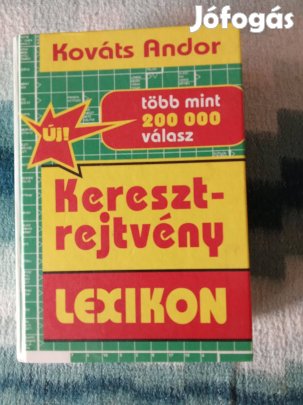 Jófogás
Kováts Andor
Új!
több mint
200 000
válasz
Kereszt-
rejtvény
LEXIKON